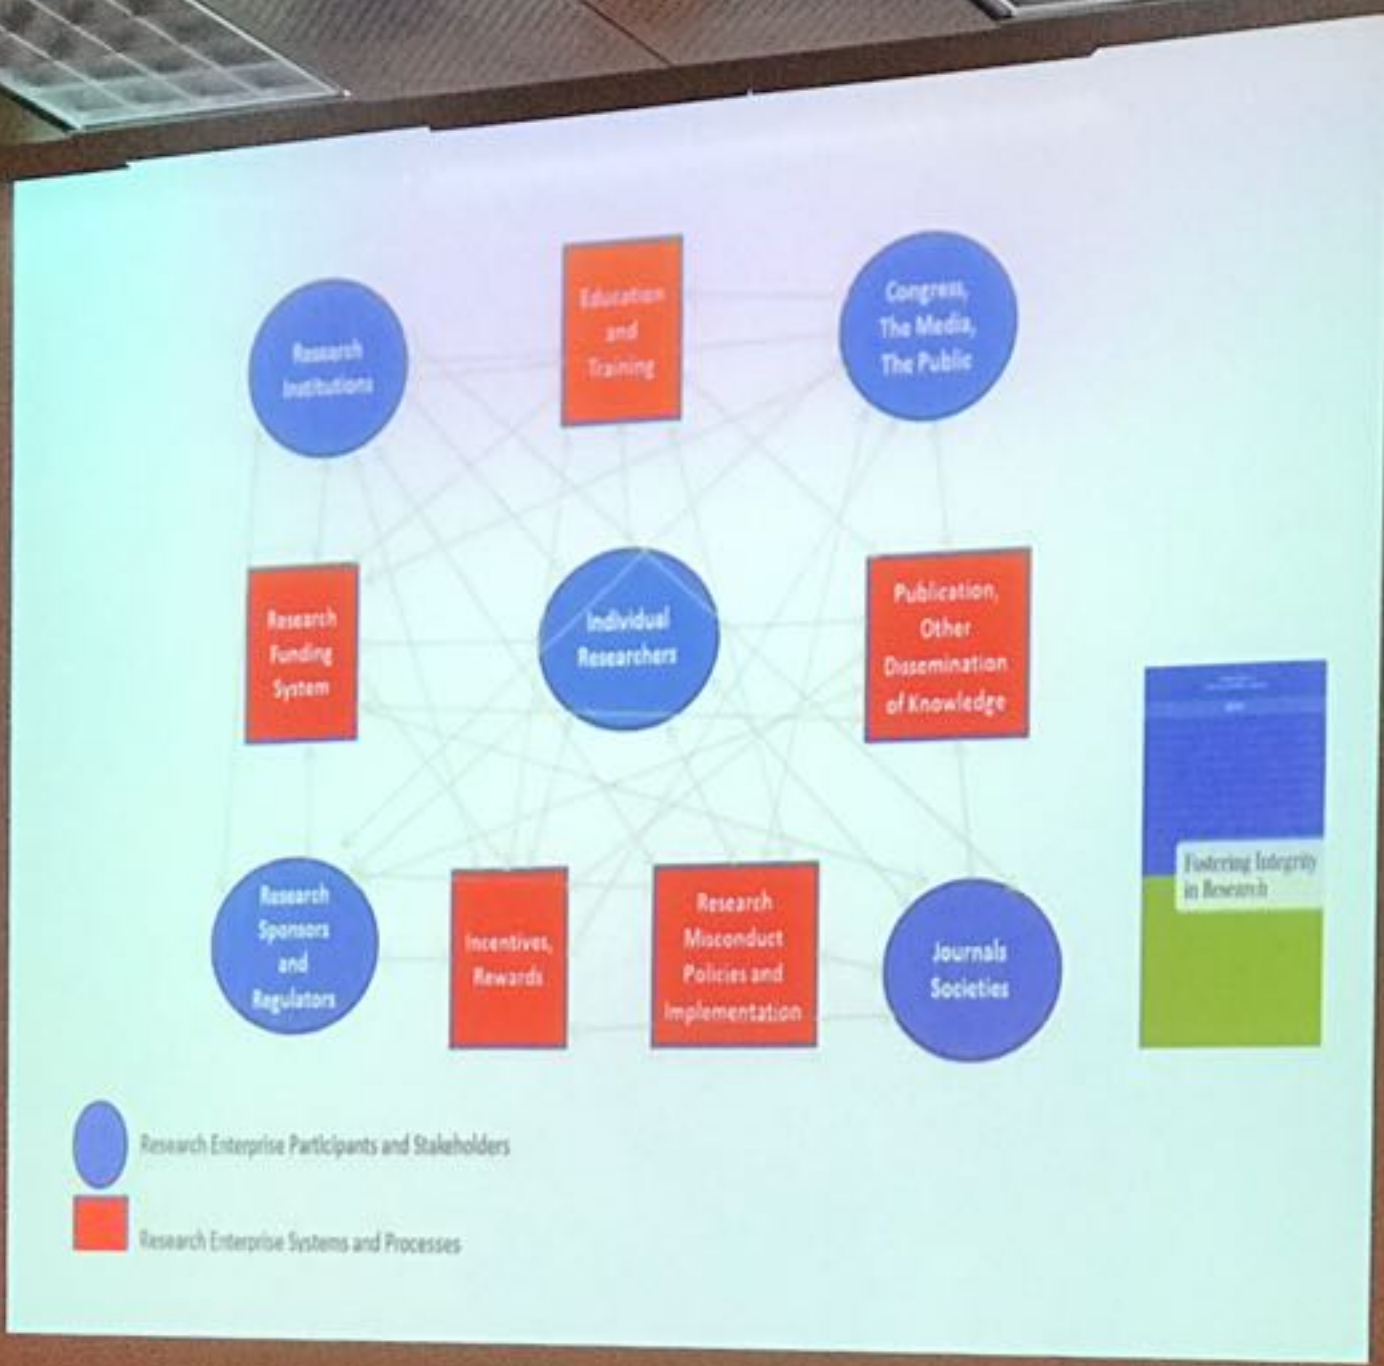 Research
Institutions
Education
and
Training
Congress,
The Media,
The Public
Research
Funding
System
Individual
Researchers
Publication,
Other
Dissemination
of Knowledge
Research
Sponsors
and
Regulators
Incentives,
Rewards
Research
Misconduct
Policies and
Implementation
Journals
Societies
Fostering Integrity
in Research
Research Enterprise Participants and Stakeholders
Research Enterprise Systems and Processes